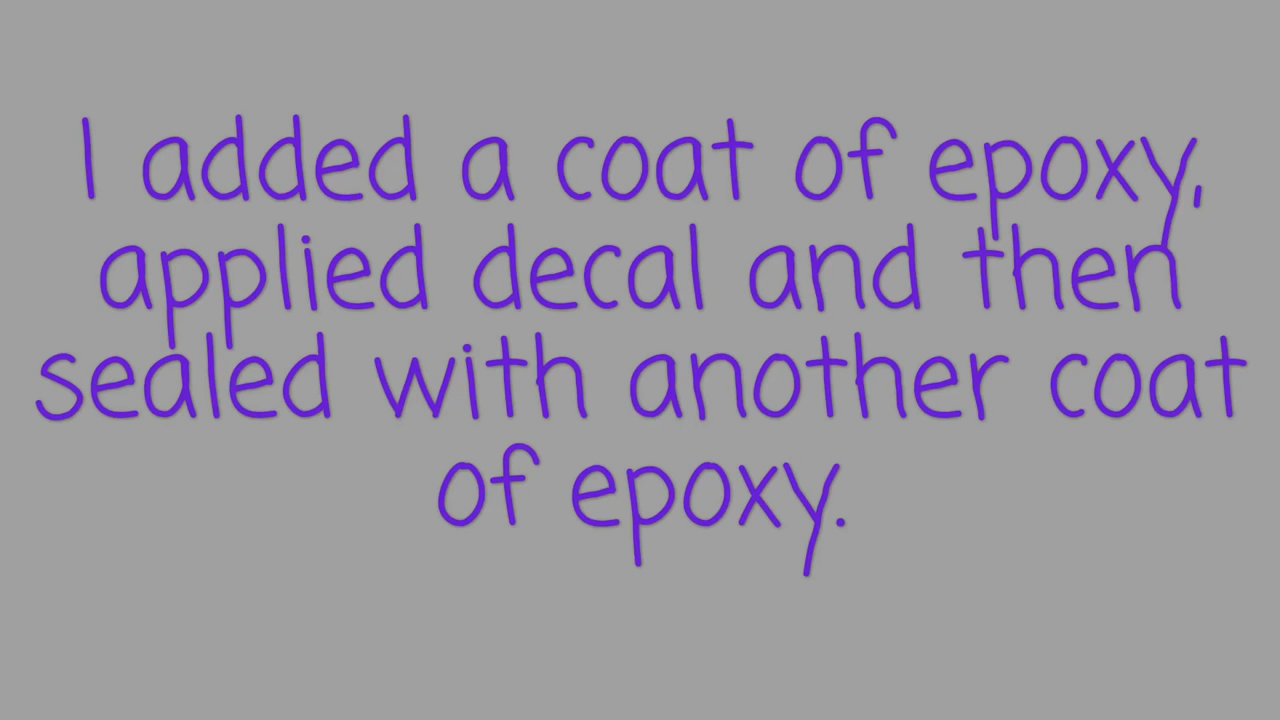 I added a coat of epoxy,
applied decal and then
sealed with another coat
of epoxy.